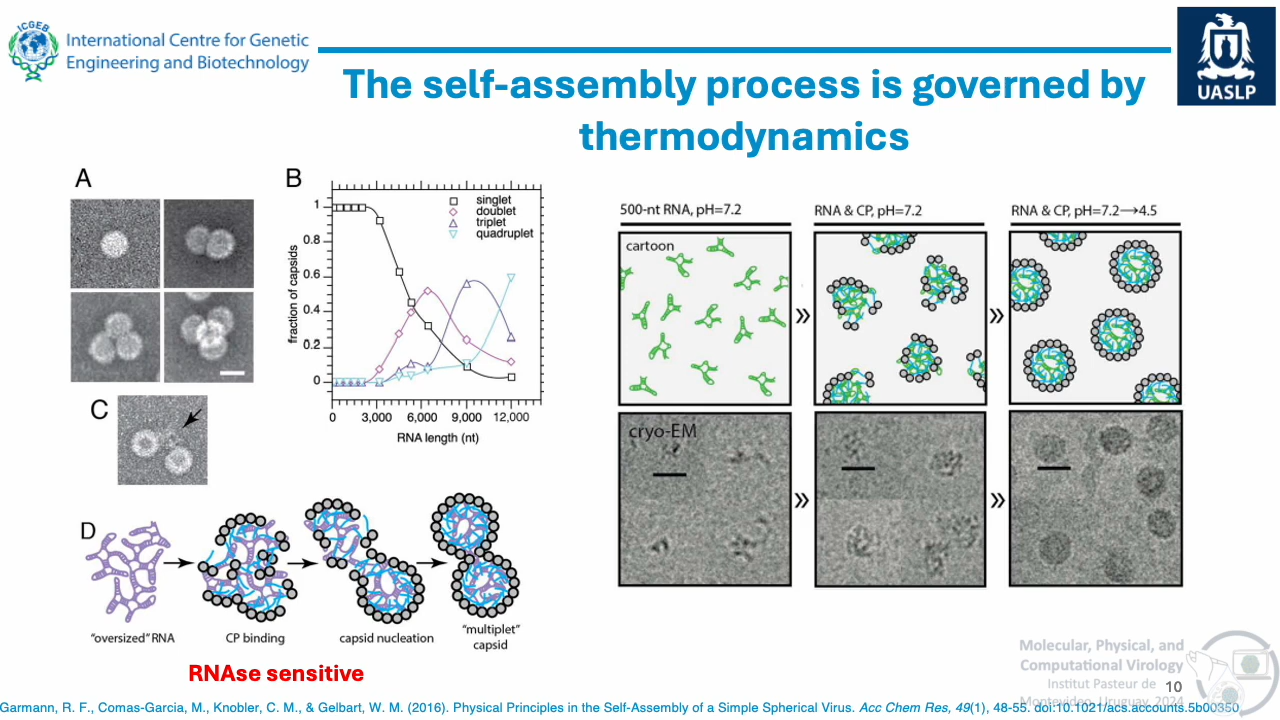 ICGEB
International Centre for Genetic
Engineering and Biotechnology
UASLP
The self-assembly process is governed by
thermodynamics
A
B
singlet
doublet
triplet
quadruplet
fraction of capsids
1
0.8
0.6
0.4
0.2
0
0 3,000 6,000 9,000 12,000
RNA length (nt)
C
D
"oversized" RNA
CP binding
capsid nucleation
"multiplet"
capsid
RNAse sensitive
500-nt RNA, pH=7.2
RNA & CP, pH=7.2
RNA & CP, pH=7.2→4.5
cartoon
»
»
cryo-EM
»
»
Molecular, Physical, and
Computational Virology
Institut Pasteur de
Montevideo, Uruguay, 2024
10
Garmann, R. F., Comas-Garcia, M., Knobler, C. M., & Gelbart, W. M. (2016). Physical Principles in the Self-Assembly of a Simple Spherical Virus. Acc Chem Res, 49(1), 48-55. doi:10.1021/acs.accounts.5b00350